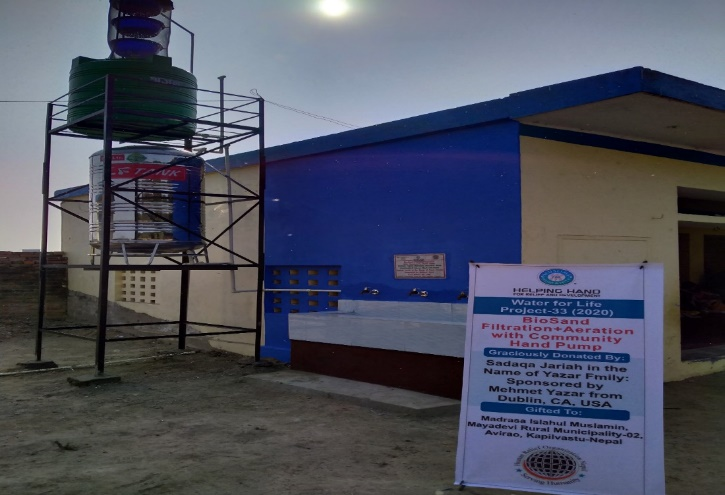 TANK
HELPING HAND
FOR RELIEF AND DEVELOPMENT
Water for Life
Project-33 (2020)
BioSand
Filtration+Aeration
with Community
Hand Pump
Graciously Donated By:
Sadaqa Jariah in the
Name of Yazar Fmily:
Sponsored by
Mehmet Yazar from
Dublin, CA, USA
Gifted To:
Madrasa Islahul Muslamin,
Mayadevi Rural Municipality-02,
Avirao, Kapilvastu-Nepal